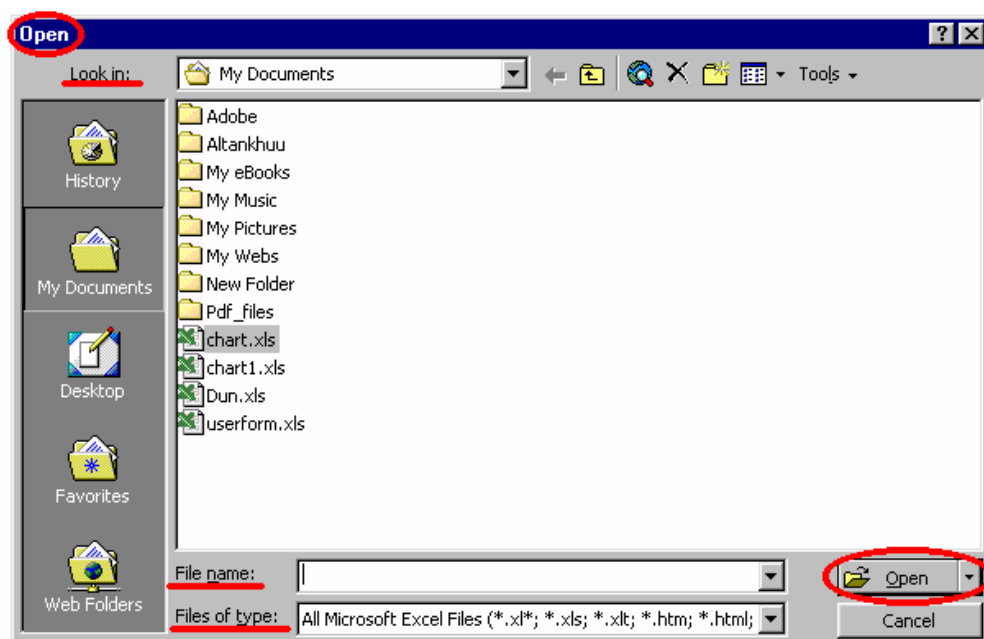 Open
Look in: My Documents Tools
History
My Documents
Desktop
Favorites
Web Folders
Adobe
Altankhuu
My eBooks
My Music
My Pictures
My Webs
New Folder
Pdf_files
chart.xls
chart1.xls
Dun.xls
userform.xls
File name: Open
Files of type: All Microsoft Excel Files (*.xl*; *.xls; *.xlt; *.htm; *.html; Cancel